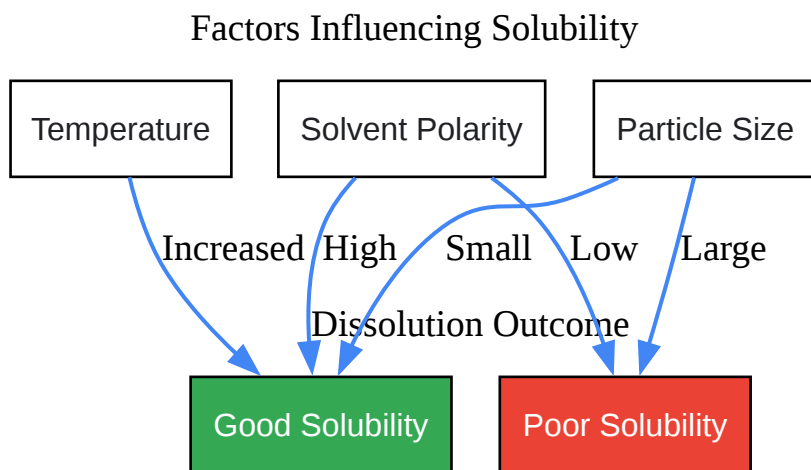 Factors Influencing Solubility
Temperature
Solvent Polarity
Particle Size
Increased
High
Small
Low
Large
Dissolution Outcome
Good Solubility
Poor Solubility